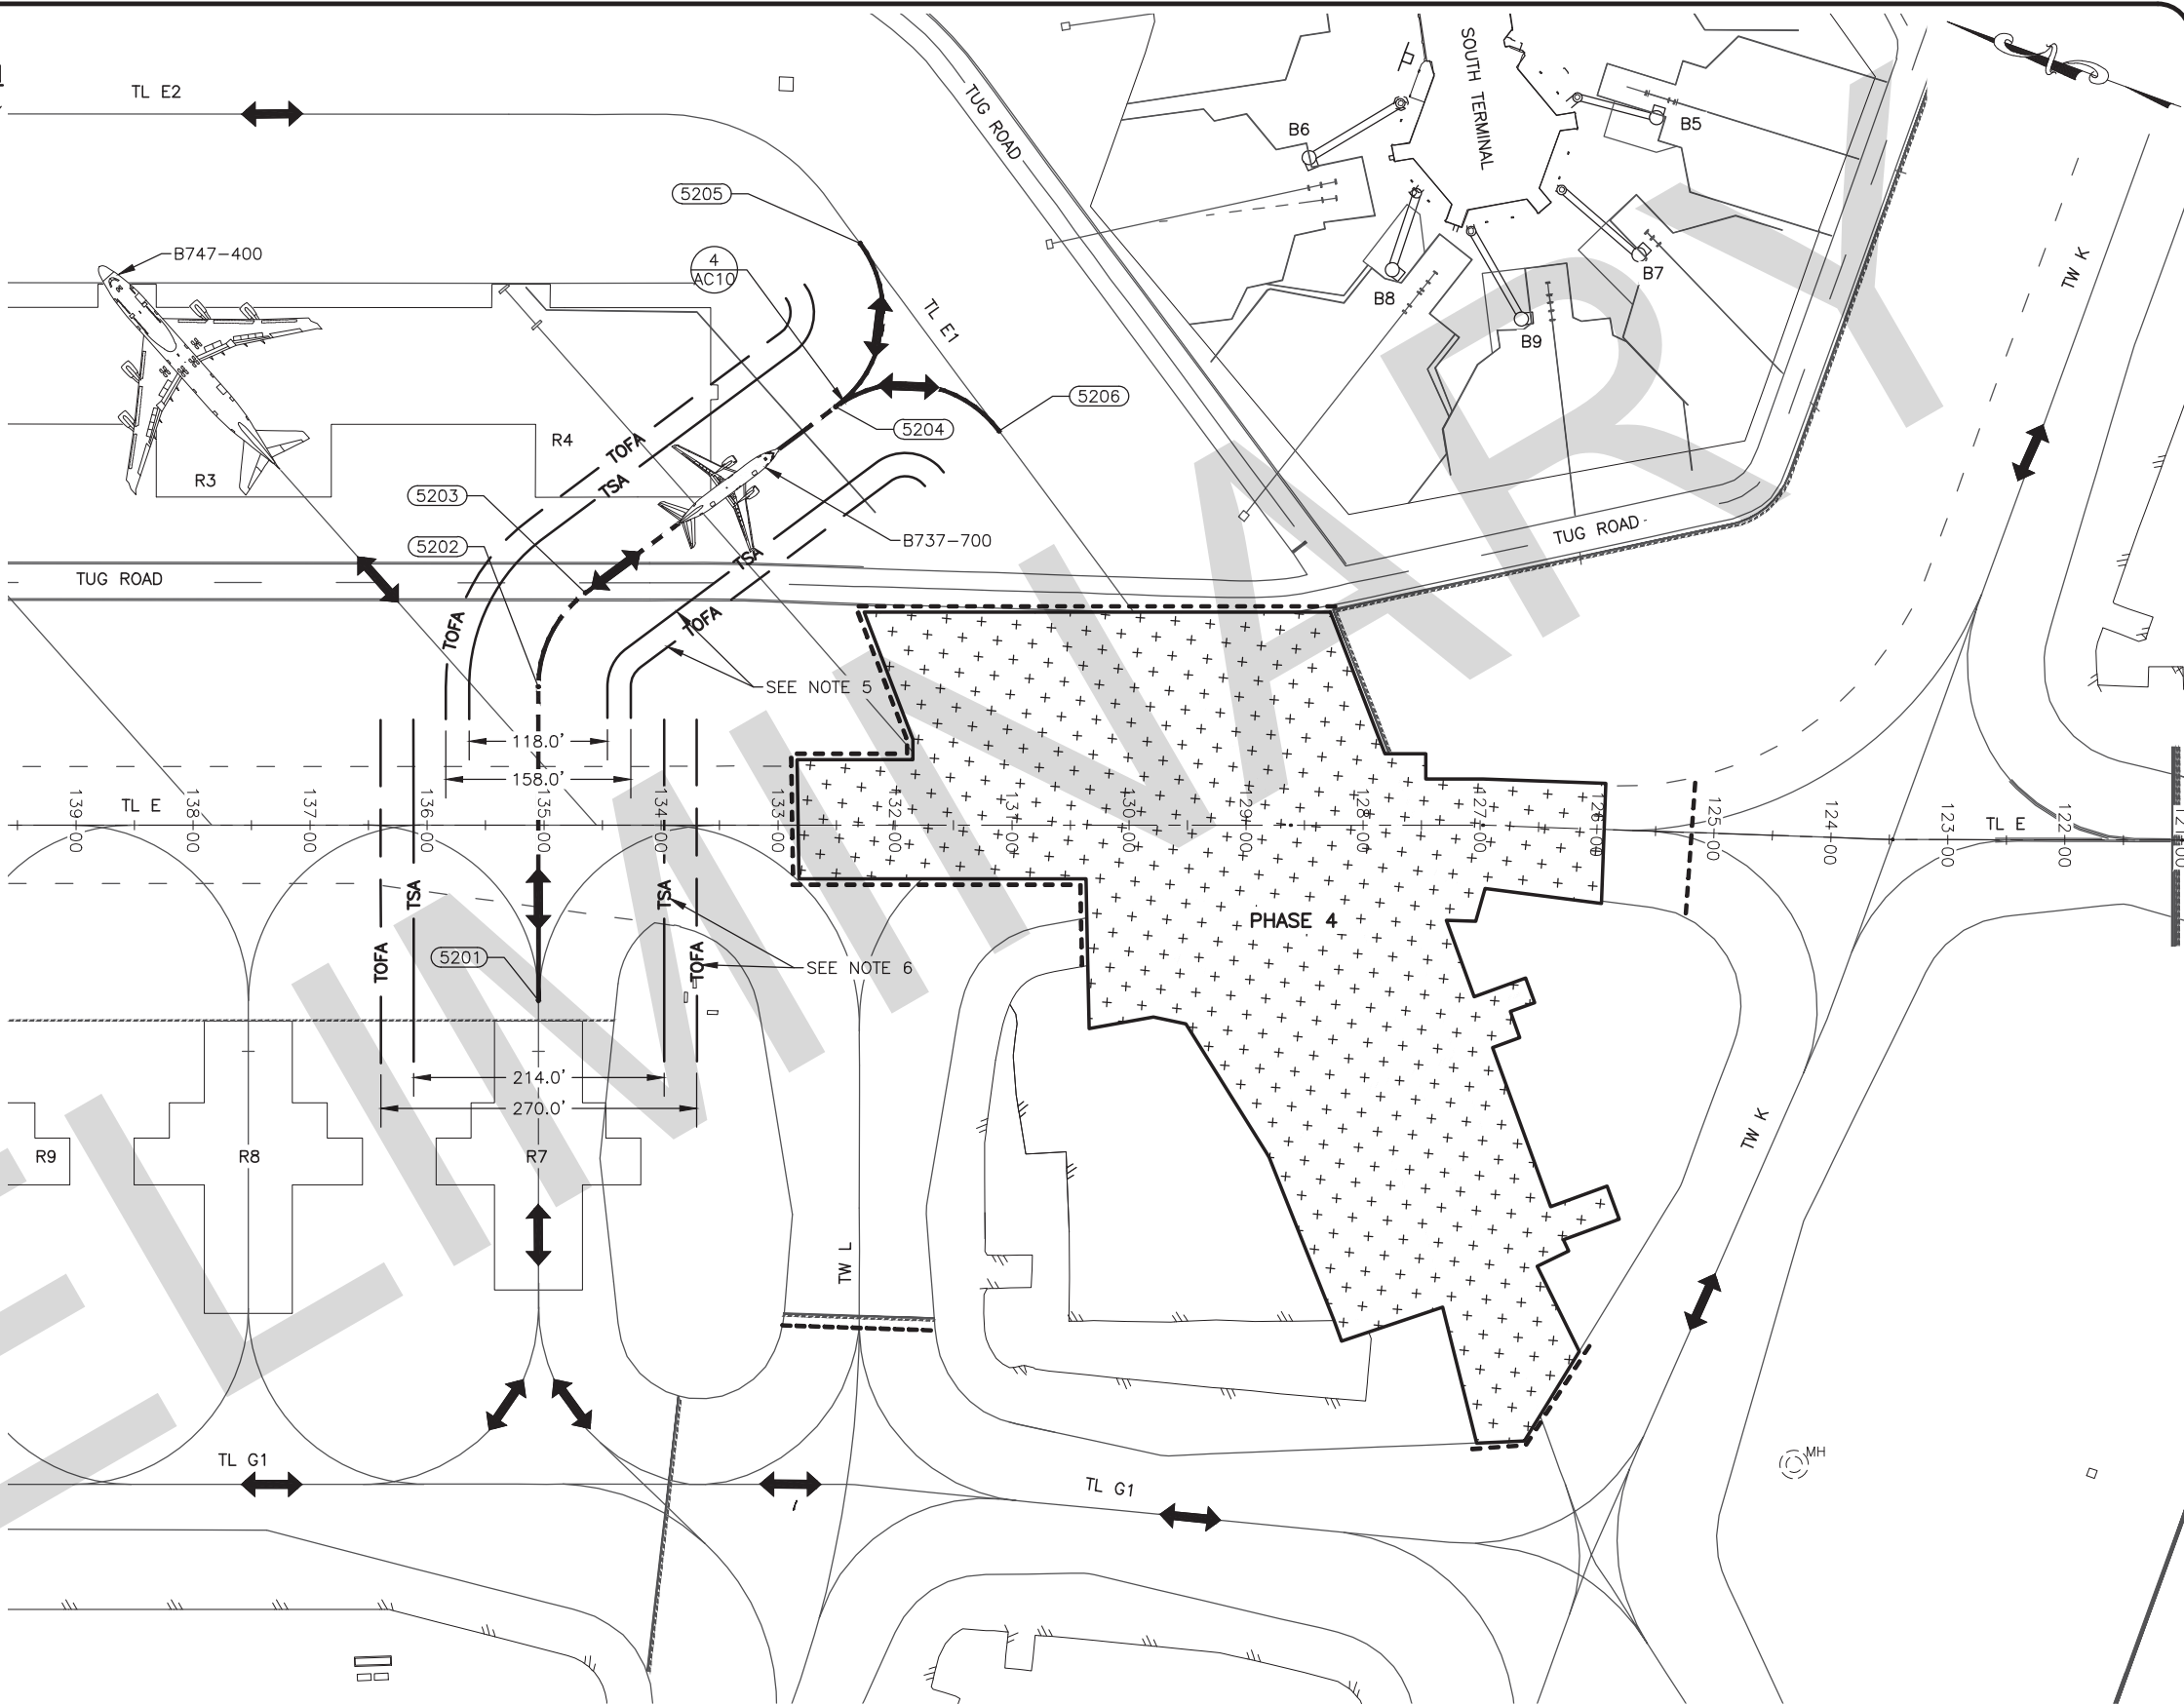 TL E2
TUG ROAD
SOUTH TERMINAL
B6
B5
5205
TW K
B747-400
4
AC10
TL E1
B8
B7
B9
5206
5204
R4
TOFA
R3
TSA
5203
TUG ROAD
5202
B737-700
TSA
TUG ROAD
TOFA
TOFA
SEE NOTE 5
118.0'
158.0'
TL E
139+00
138+00
137+00
136+00
135+00
134+00
133+00
132+00
131+00
130+00
129+00
128+00
127+00
126+00
125+00
124+00
123+00
122+00
TL E
TSA
TSA
PHASE 4
TOFA
5201
TOFA
SEE NOTE 6
214.0'
270.0'
R9
R8
R7
TW K
TW L
TL G1
TL G1
MH
ELIMINARY